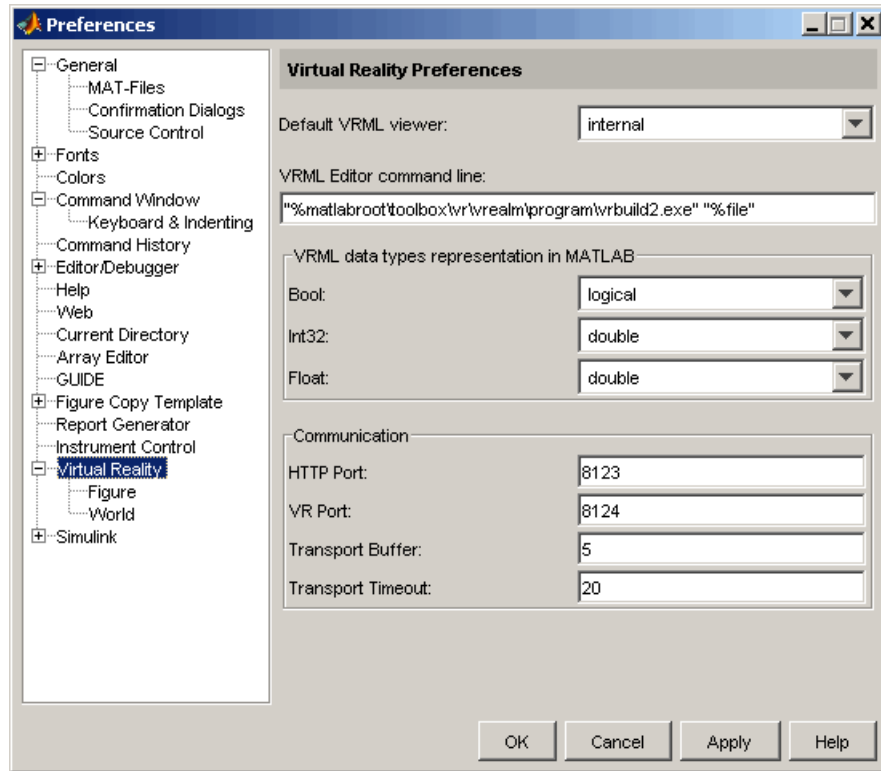 Preferences
General
MAT-Files
Confirmation Dialogs
Source Control
Fonts
Colors
Command Window
Keyboard & Indenting
Command History
Editor/Debugger
Help
Web
Current Directory
Array Editor
GUIDE
Figure Copy Template
Report Generator
Instrument Control
Virtual Reality
Figure
World
Simulink
Virtual Reality Preferences
Default VRML viewer: internal
VRML Editor command line:
"%matlabroot\toolbox\vr\vrealm\program\vrbuild2.exe" "%file"
VRML data types representation in MATLAB
Bool: logical
Int32: double
Float: double
Communication
HTTP Port: 8123
VR Port: 8124
Transport Buffer: 5
Transport Timeout: 20
OK Cancel Apply Help